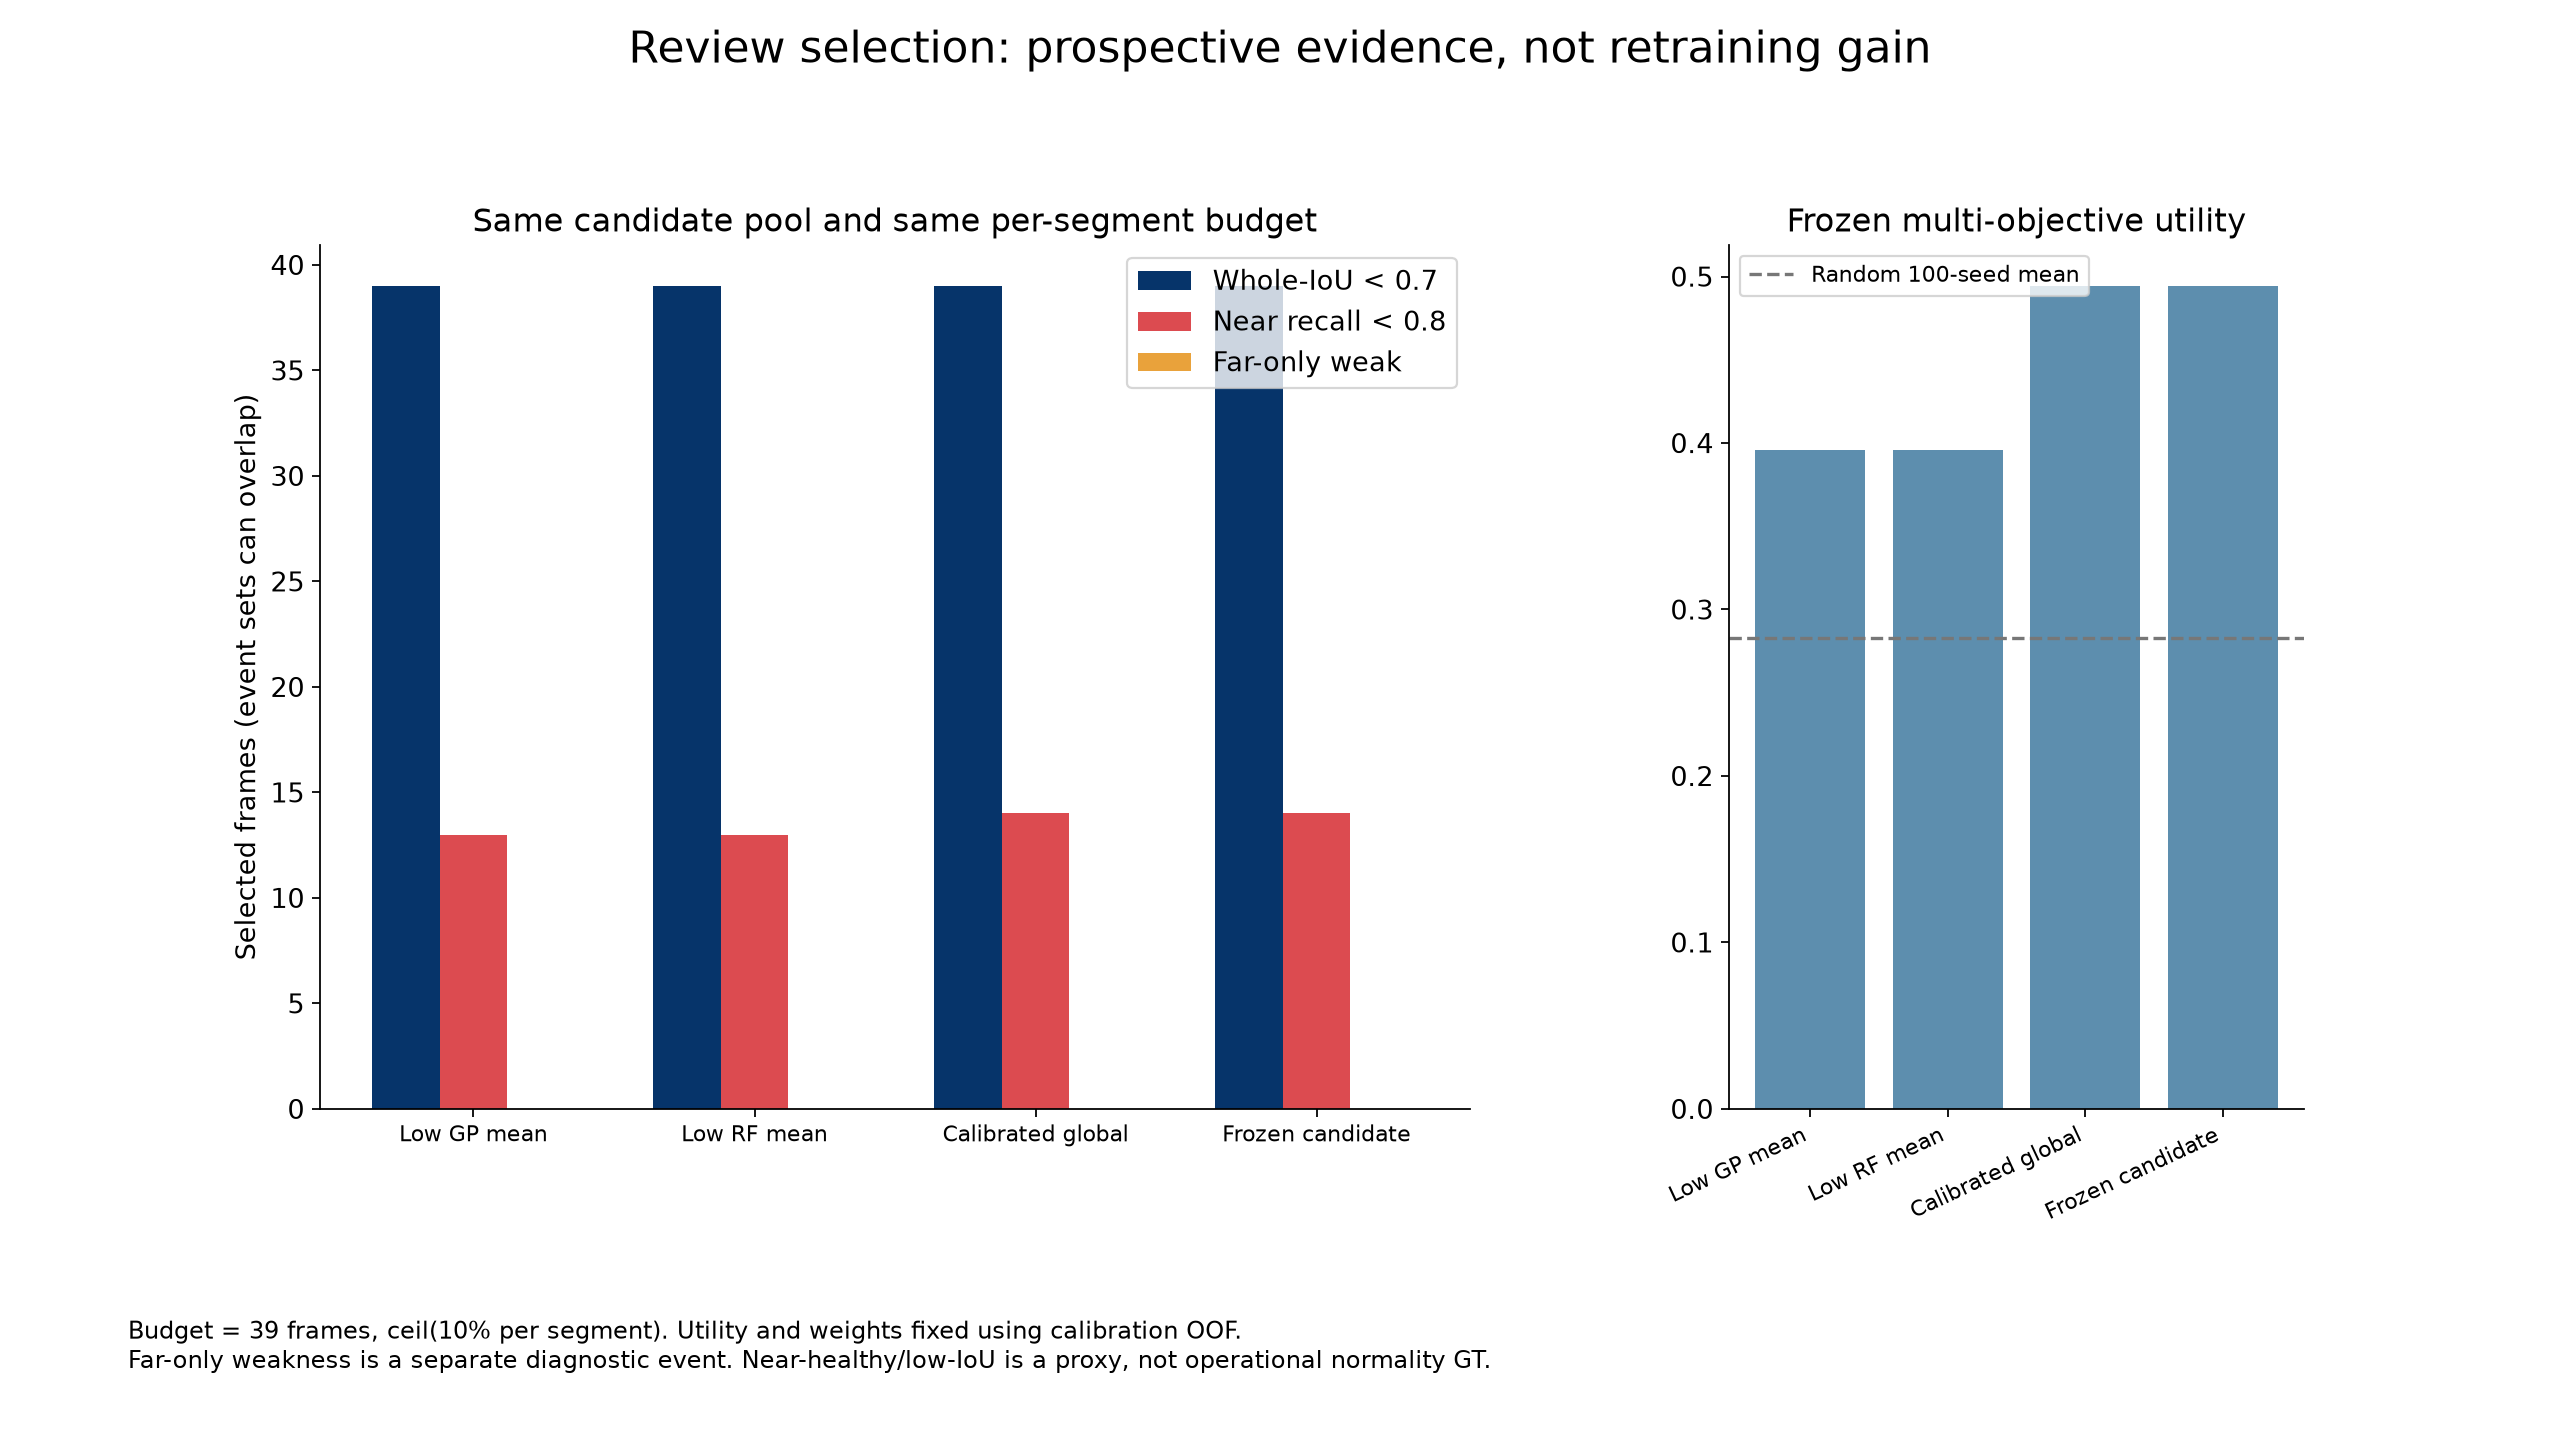 Review selection: prospective evidence, not retraining gain
Same candidate pool and same per-segment budget
Selected frames (event sets can overlap)
40
35
30
25
20
15
10
5
0
Whole-IoU < 0.7
Near recall < 0.8
Far-only weak
Low GP mean
Low RF mean
Calibrated global
Frozen candidate
Frozen multi-objective utility
Random 100-seed mean
0.5
0.4
0.3
0.2
0.1
0.0
Low GP mean
Low RF mean
Calibrated global
Frozen candidate
Budget = 39 frames, ceil(10% per segment). Utility and weights fixed using calibration OOF.
Far-only weakness is a separate diagnostic event. Near-healthy/low-IoU is a proxy, not operational normality GT.